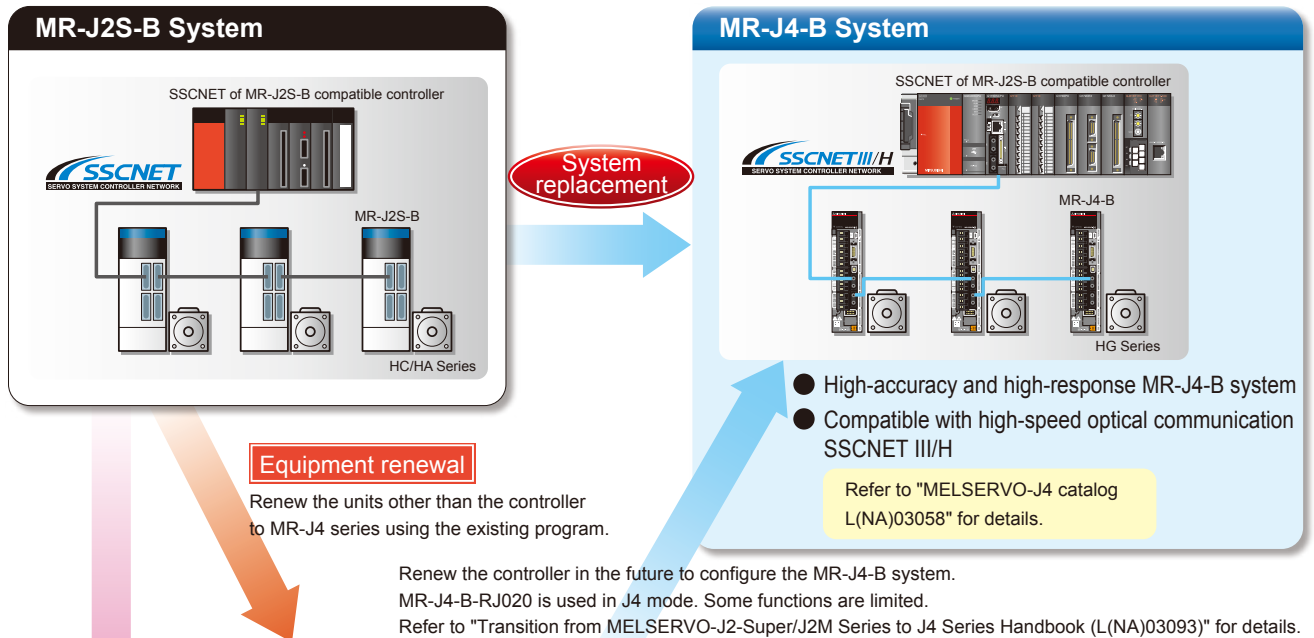 MR-J2S-B System
SSCNET of MR-J2S-B compatible controller
SSCNET
SERVO SYSTEM CONTROLLER NETWORK
MR-J2S-B
HC/HA Series
System
replacement
MR-J4-B System
SSCNET of MR-J2S-B compatible controller
SSCNETIII/H
SERVO SYSTEM CONTROLLER NETWORK
MR-J4-B
HG Series
● High-accuracy and high-response MR-J4-B system
● Compatible with high-speed optical communication
SSCNET III/H
Refer to "MELSERVO-J4 catalog
L(NA)03058" for details.
Equipment renewal
Renew the units other than the controller
to MR-J4 series using the existing program.
Renew the controller in the future to configure the MR-J4-B system.
MR-J4-B-RJ020 is used in J4 mode. Some functions are limited.
Refer to "Transition from MELSERVO-J2-Super/J2M Series to J4 Series Handbook (L(NA)03093)" for details.